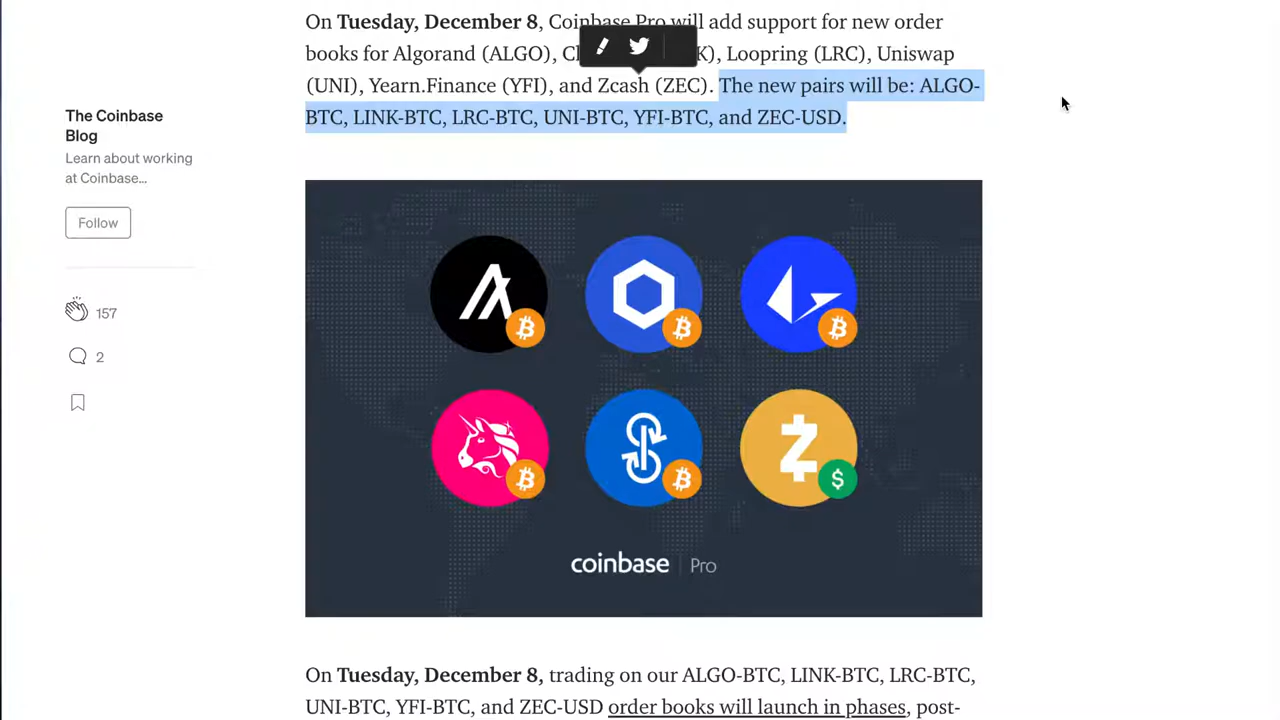 On Tuesday, December 8, Coinbase Pro will add support for new order
books for Algorand (ALGO), K), Loopring (LRC), Uniswap
(UNI), Yearn.Finance (YFI), and Zcash (ZEC). The new pairs will be: ALGO-
BTC, LINK-BTC, LRC-BTC, UNI-BTC, YFI-BTC, and ZEC-USD.
The Coinbase
Blog
Learn about working
at Coinbase...
Follow
157
2
coinbase | Pro
On Tuesday, December 8, trading on our ALGO-BTC, LINK-BTC, LRC-BTC,
UNI-BTC, YFI-BTC, and ZEC-USD order books will launch in phases, post-